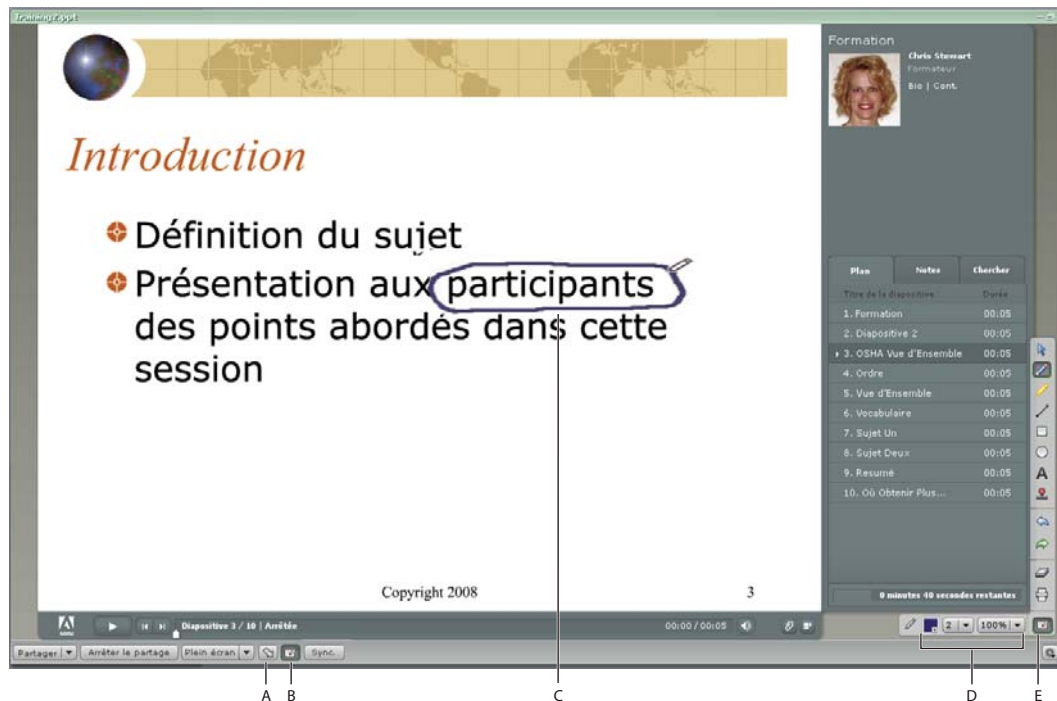 Training2.ppt
Introduction
Définition du sujet
Présentation aux participants
des points abordés dans cette
session
Copyright 2008
3
Formation
Chris Stewart
Formateur
Bio | Cont.
Plan Notes Chercher
Titre de la diapositive Durée
1. Formation 00:05
2. Diapositive 2 00:05
3. OSHA Vue d'Ensemble 00:05
4. Ordre 00:05
5. Vue d'Ensemble 00:05
6. Vocabulaire 00:05
7. Sujet Un 00:05
8. Sujet Deux 00:05
9. Resumé 00:05
10. Où Obtenir Plus... 00:05
0 minutes 40 secondes restantes
A
MENU
Diapositive 3 / 10 | Arrêtée
00:00 / 00:05
2
100%
Partager
Arrêter le partage
Plein écran
Sync.
A B C D E